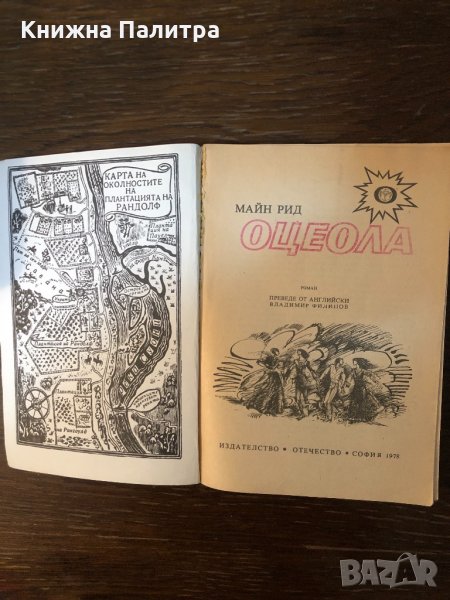 Книжна Палитра
КАРТА НА
ОКОЛНОСТИТЕ
НА
ПЛАНТАЦИЯТА НА
РАНДОЛФ
МАЙН РИД
ОЦЕОЛА
РОМАН
ПРЕВЕДЕ ОТ АНГЛИЙСКИ
ВЛАДИМИР ФИЛИПОВ
ИЗДАТЕЛСТВО • ОТЕЧЕСТВО • СОФИЯ 1978
BAZAR